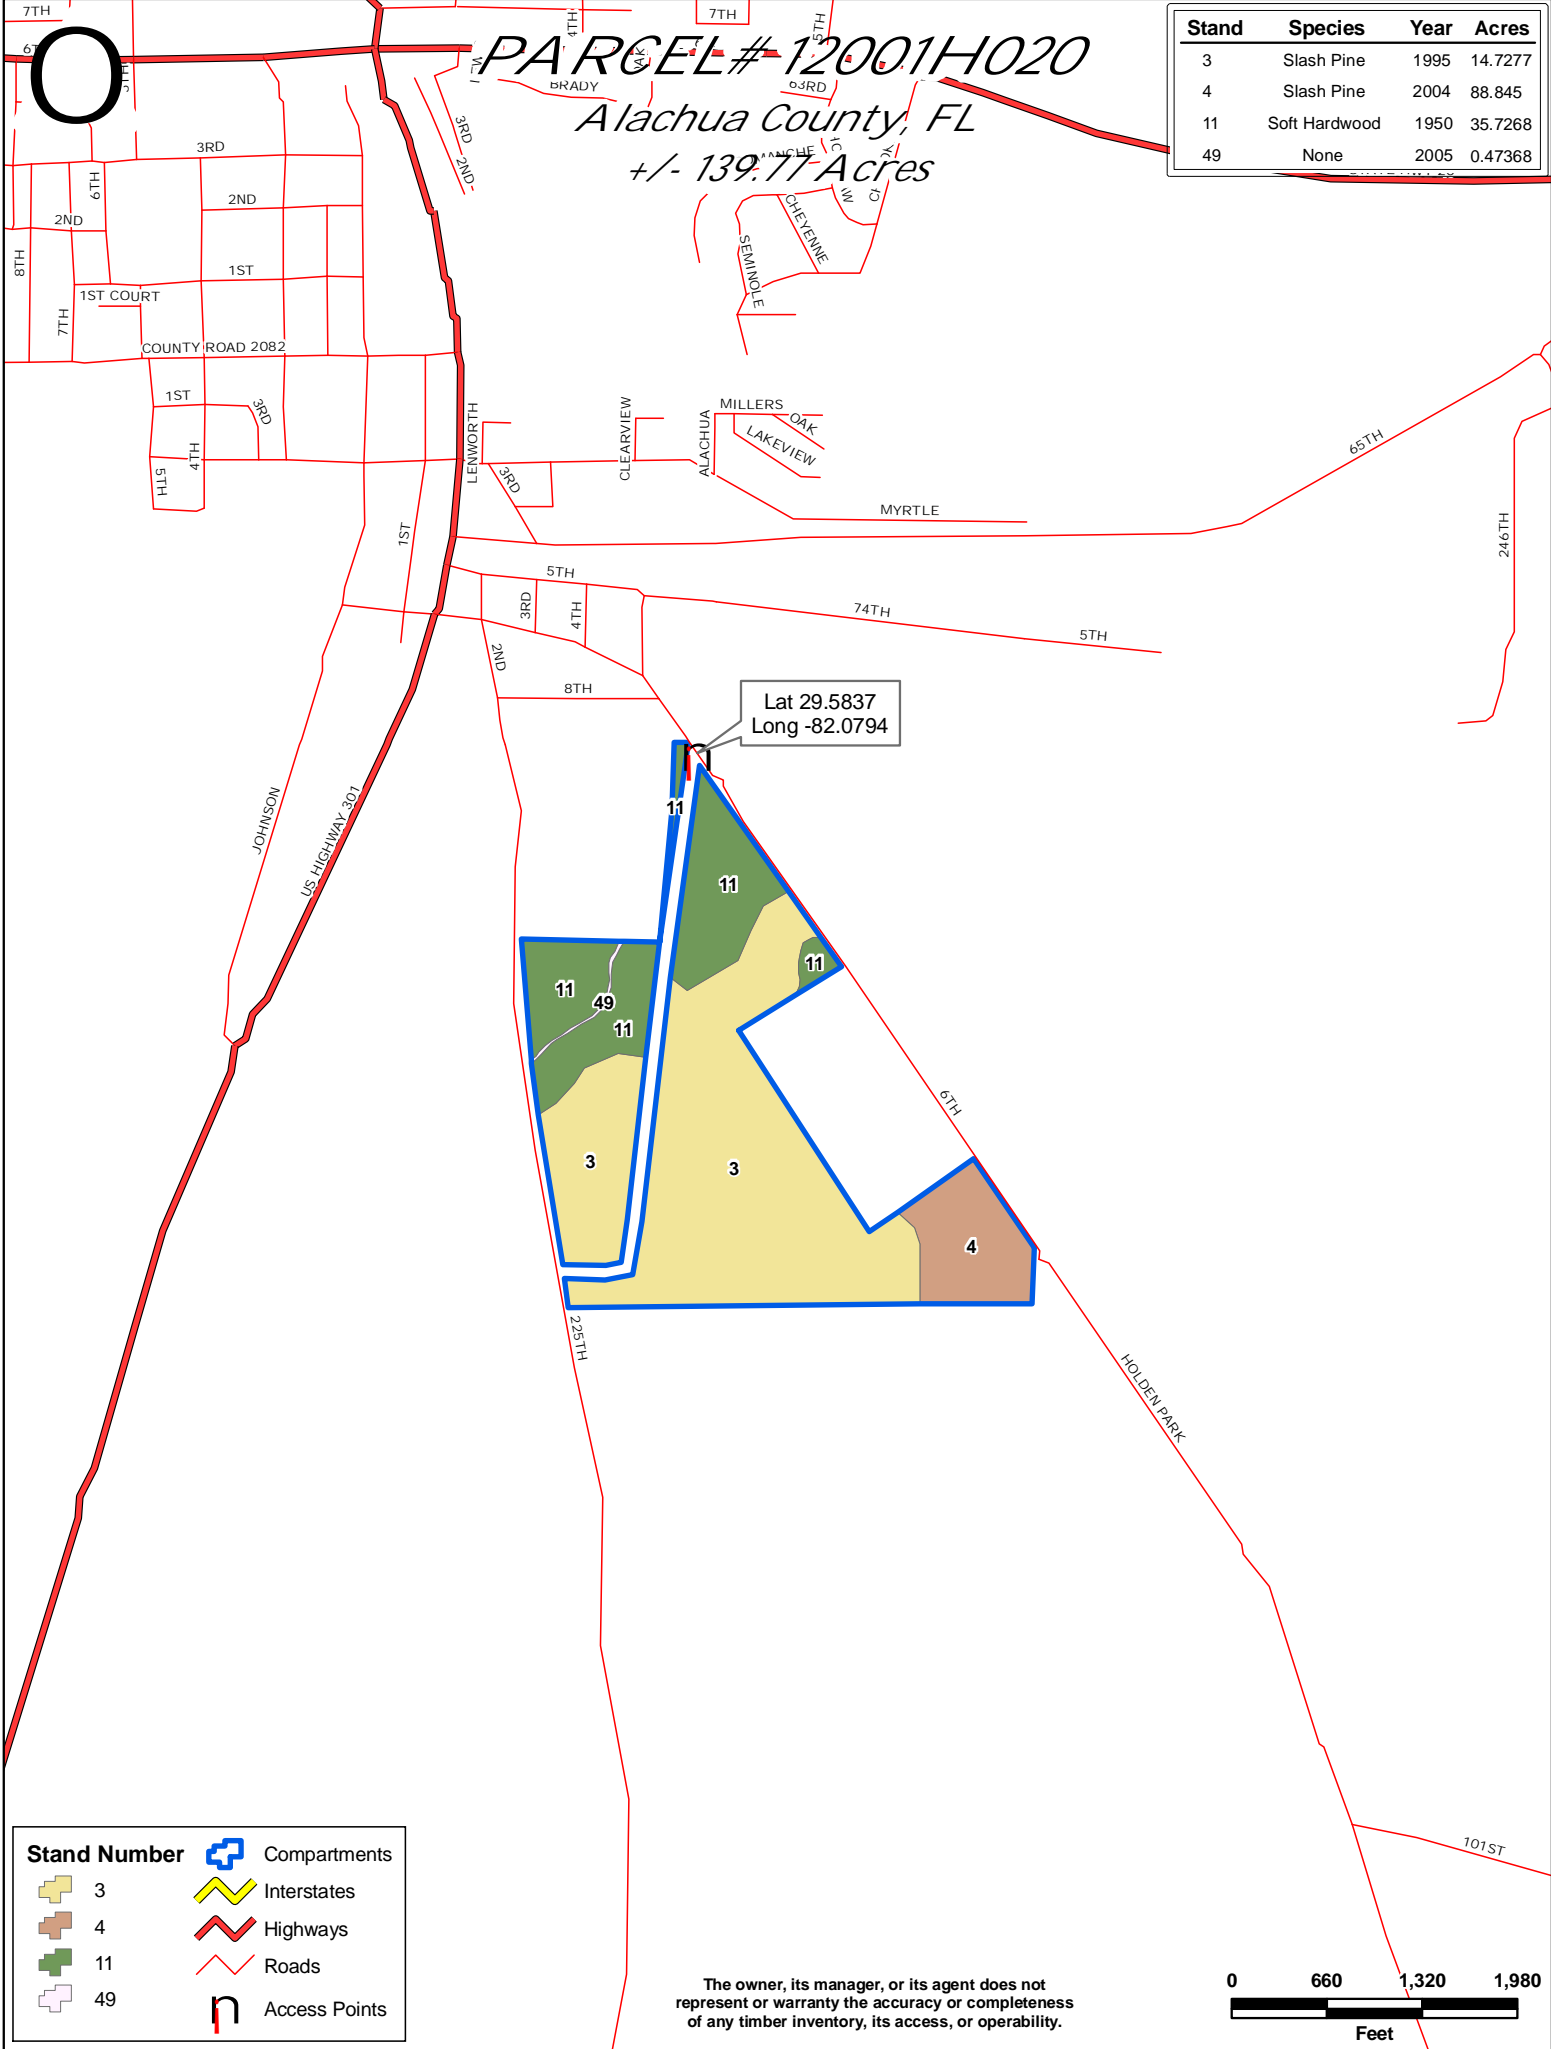 O
PARCEL# 12001H020
Alachua County, FL
+/- 139.77 Acres
Stand Species Year Acres
3 Slash Pine 1995 14.7277
4 Slash Pine 2004 88.845
11 Soft Hardwood 1950 35.7268
49 None 2005 0.47368
7TH
4TH
7TH
5TH
BRADY
63RD
3RD
2ND
3RD
6TH
2ND
2ND
8TH
1ST
1ST COURT
7TH
COUNTY ROAD 2082
CHEYENNE
SEMINOLE
1ST
3RD
4TH
5TH
LENWORTH
3RD
CLEARVIEW
ALACHUA
MILLERS
OAK
LAKEVIEW
65TH
MYRTLE
246TH
1ST
5TH
3RD
4TH
74TH
5TH
2ND
8TH
Lat 29.5837
Long -82.0794
JOHNSON
US HIGHWAY 301
11
11
11
11
49
11
3
3
4
6TH
225TH
HOLDEN PARK
101ST
Stand Number
3
4
11
49
Compartments
Interstates
Highways
Roads
n Access Points
The owner, its manager, or its agent does not
represent or warranty the accuracy or completeness
of any timber inventory, its access, or operability.
0 660 1,320 1,980
Feet